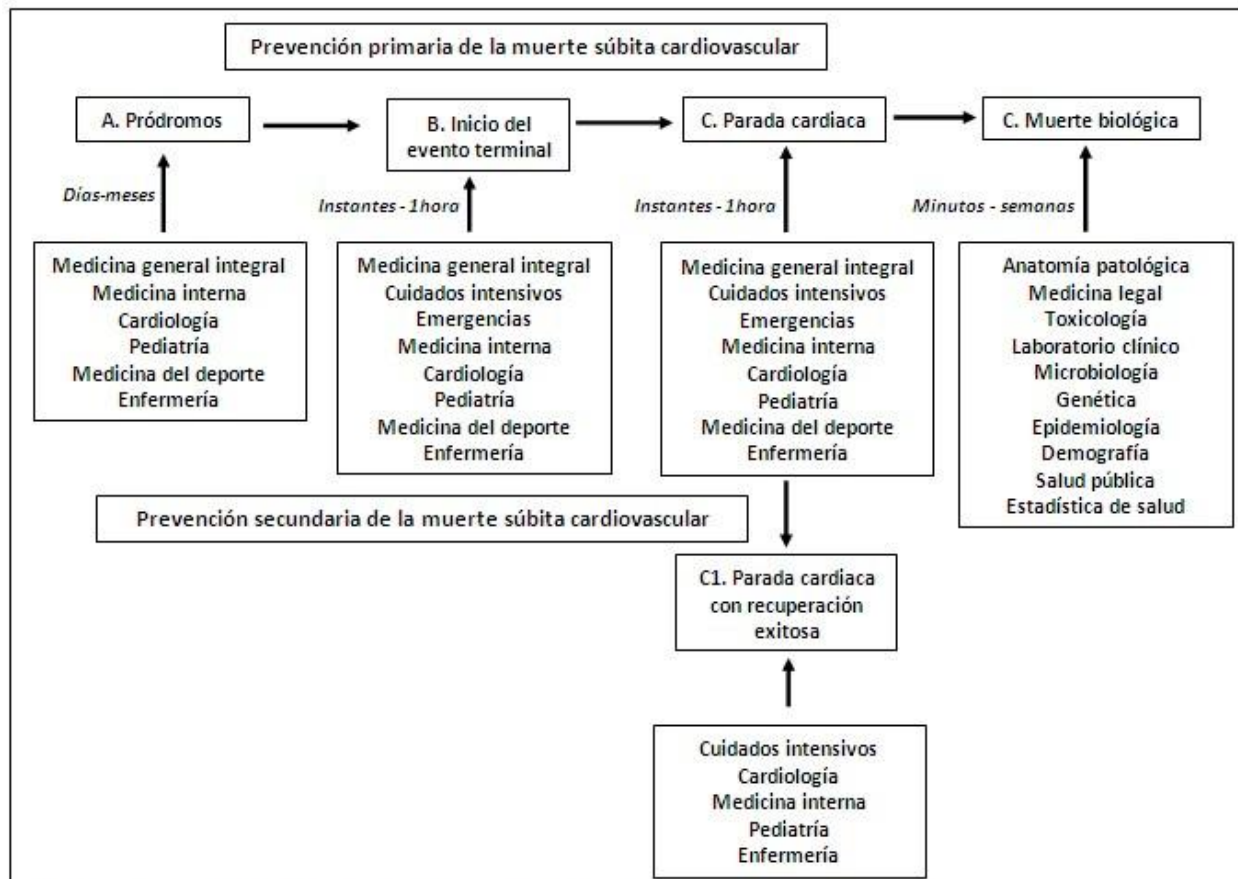 Prevención primaria de la muerte súbita cardiovascular
A. Pródromos
B. Inicio del
evento terminal
C. Parada cardiaca
C. Muerte biológica
Días-meses
Instantes - 1hora
Instantes - 1hora
Minutos - semanas
Medicina general integral
Medicina interna
Cardiología
Pediatría
Medicina del deporte
Enfermería
Medicina general integral
Cuidados intensivos
Emergencias
Medicina interna
Cardiología
Pediatría
Medicina del deporte
Enfermería
Medicina general integral
Cuidados intensivos
Emergencias
Medicina interna
Cardiología
Pediatría
Medicina del deporte
Enfermería
Anatomía patológica
Medicina legal
Toxicología
Laboratorio clínico
Microbiología
Genética
Epidemiología
Demografía
Salud pública
Estadística de salud
Prevención secundaria de la muerte súbita cardiovascular
C1. Parada cardiaca
con recuperación
exitosa
Cuidados intensivos
Cardiología
Medicina interna
Pediatría
Enfermería